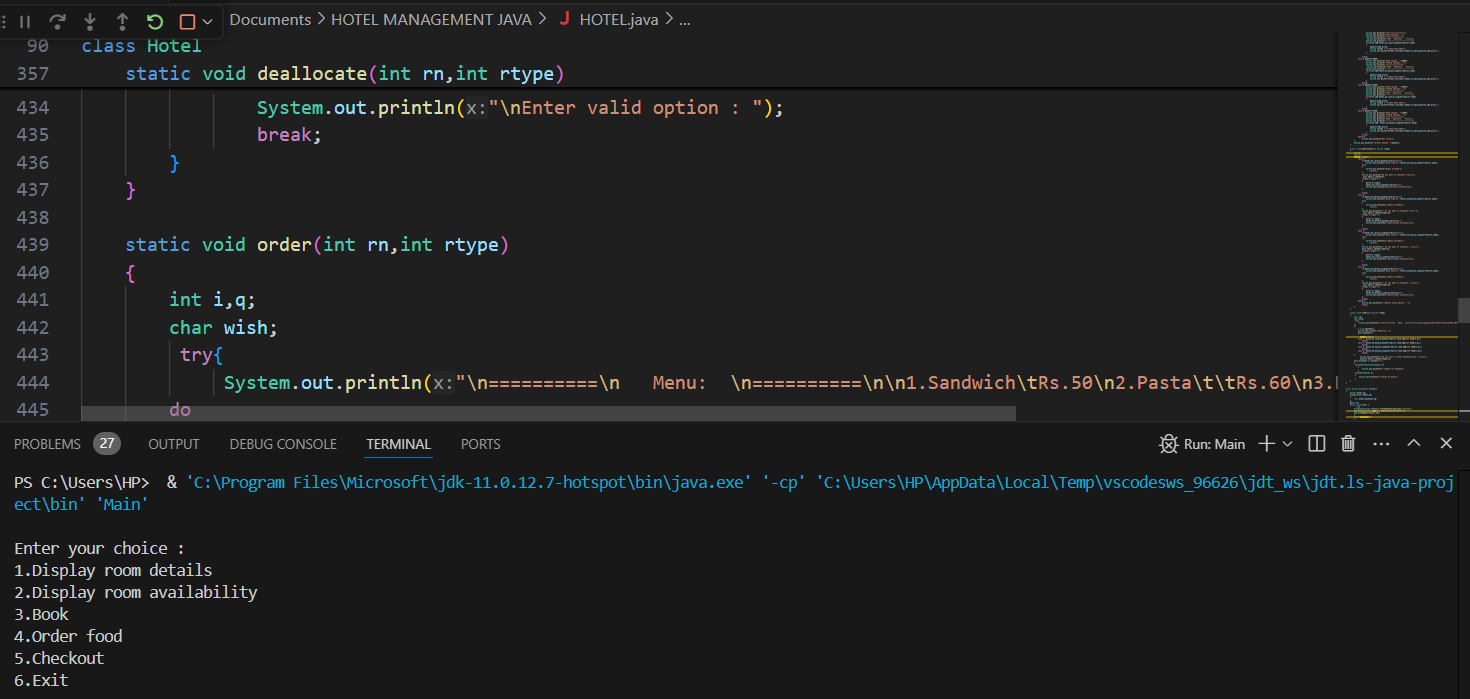 Documents > HOTEL MANAGEMENT JAVA > J HOTEL.java > ...
90 class Hotel
357 static void deallocate(int rn,int rtype)
434 System.out.println(x:"\nEnter valid option : ");
435 break;
436 }
437 }
438
439 static void order(int rn,int rtype)
440 {
441 int i,q;
442 char wish;
443 try{
444 System.out.println(x:"\n==========\n   Menu:  \n==========\n\n1.Sandwich\tRs.50\n2.Pasta\t\tRs.60\n3.
445 do
PROBLEMS 27 OUTPUT DEBUG CONSOLE TERMINAL PORTS Run: Main
PS C:\Users\HP>  & 'C:\Program Files\Microsoft\jdk-11.0.12.7-hotspot\bin\java.exe' '-cp' 'C:\Users\HP\AppData\Local\Temp\vscodesws_96626\jdt_ws\jdt.ls-java-proj
ect\bin' 'Main'
Enter your choice :
1.Display room details
2.Display room availability
3.Book
4.Order food
5.Checkout
6.Exit